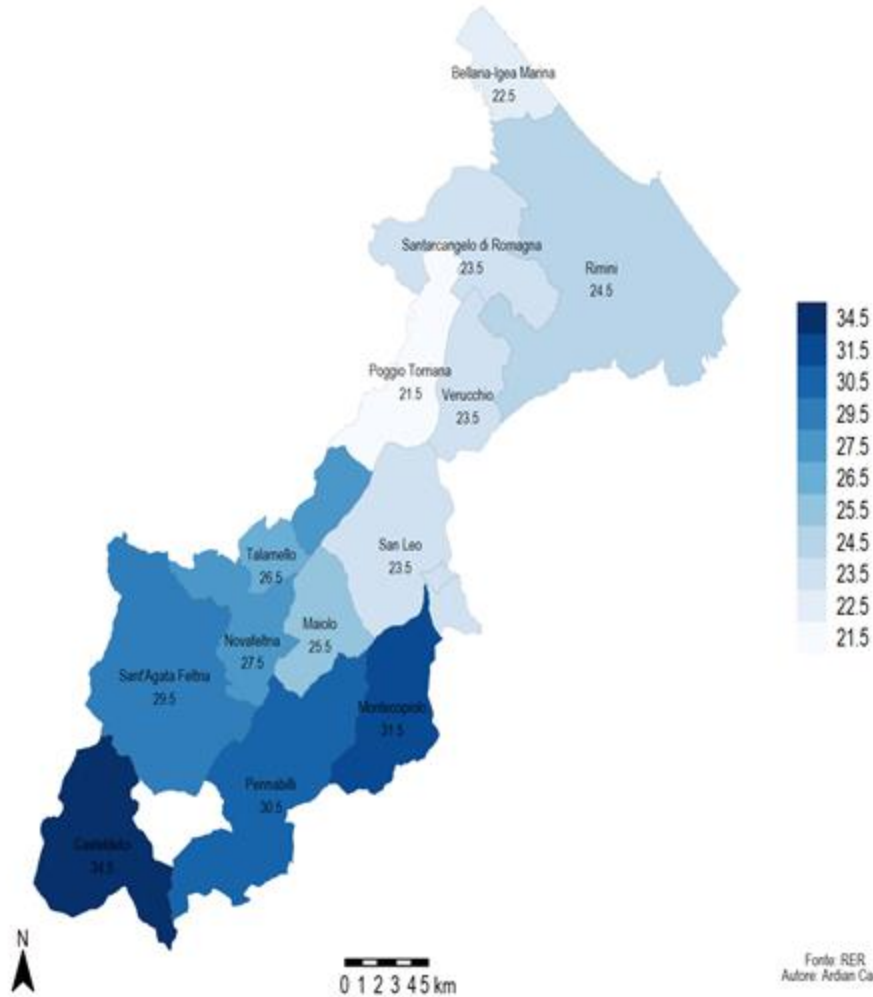 Bellaria-Igea Marina
22.5
Santarcangelo di Romagna
23.5
Rimini
24.5
Poggio Torriana
21.5
Verucchio
23.5
San Leo
23.5
Talamello
26.5
Maiolo
25.5
Novafeltria
27.5
Sant'Agata Feltria
29.5
Montecopiolo
31.5
Pennabilli
30.5
Casteldelci
34.5
34.5
31.5
30.5
29.5
27.5
26.5
25.5
24.5
23.5
22.5
21.5
N
0 1 2 3 4 5 km
Fonte: RER
Autore: Ardian Ca